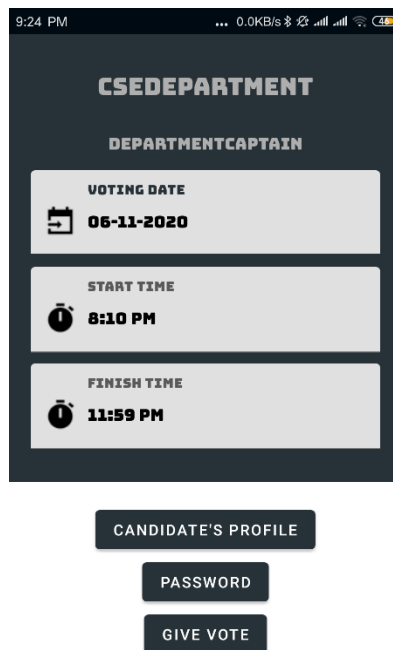 9:24 PM ... 0.0KB/s 46
CSEDEPARTMENT
DEPARTMENTCAPTAIN
VOTING DATE
06-11-2020
START TIME
8:10 PM
FINISH TIME
11:59 PM
CANDIDATE'S PROFILE
PASSWORD
GIVE VOTE